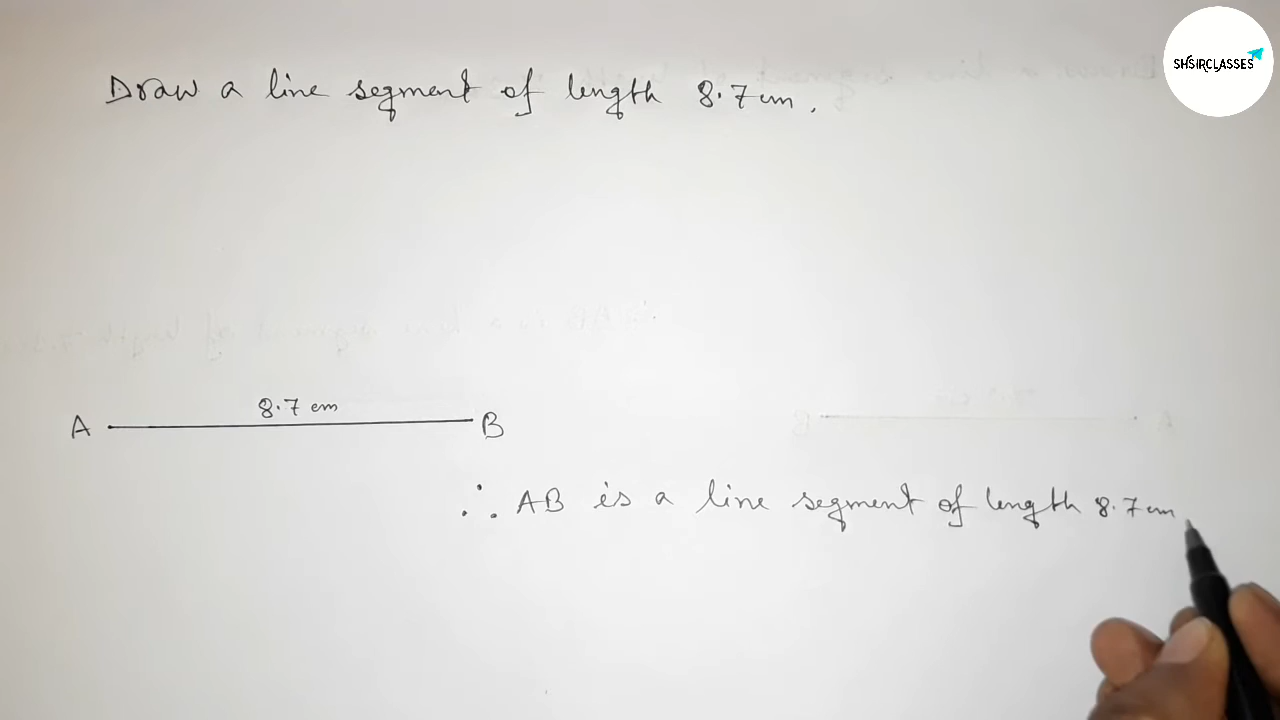 SHSIRCLASSES
Draw a line segment of length 8.7 cm.
8.7 cm
A B
∴ AB is a line segment of length 8.7 cm